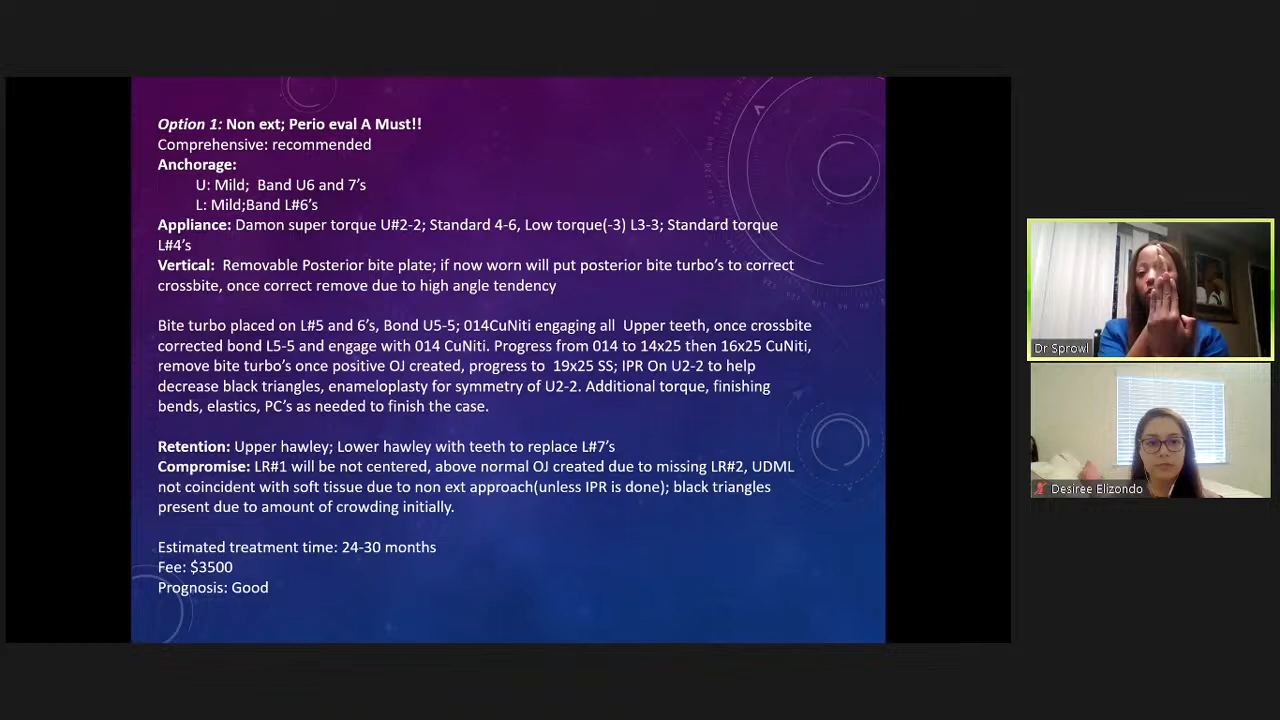 Option 1: Non ext; Perio eval A Must!!
Comprehensive: recommended
Anchorage:
U: Mild;  Band U6 and 7's
L: Mild;Band L#6's
Appliance: Damon super torque U#2-2; Standard 4-6, Low torque(-3) L3-3; Standard torque
L#4's
Vertical:  Removable Posterior bite plate; if now worn will put posterior bite turbo's to correct
crossbite, once correct remove due to high angle tendency
Bite turbo placed on L#5 and 6's, Bond U5-5; 014CuNiti engaging all  Upper teeth, once crossbite
corrected bond L5-5 and engage with 014 CuNiti. Progress from 014 to 14x25 then 16x25 CuNiti,
remove bite turbo's once positive OJ created, progress to  19x25 SS; IPR On U2-2 to help
decrease black triangles, enameloplasty for symmetry of U2-2. Additional torque, finishing
bends, elastics, PC's as needed to finish the case.
Retention: Upper hawley; Lower hawley with teeth to replace L#7's
Compromise: LR#1 will be not centered, above normal OJ created due to missing LR#2, UDML
not coincident with soft tissue due to non ext approach(unless IPR is done); black triangles
present due to amount of crowding initially.
Estimated treatment time: 24-30 months
Fee: $3500
Prognosis: Good
Dr Sprowl
Desiree Elizondo